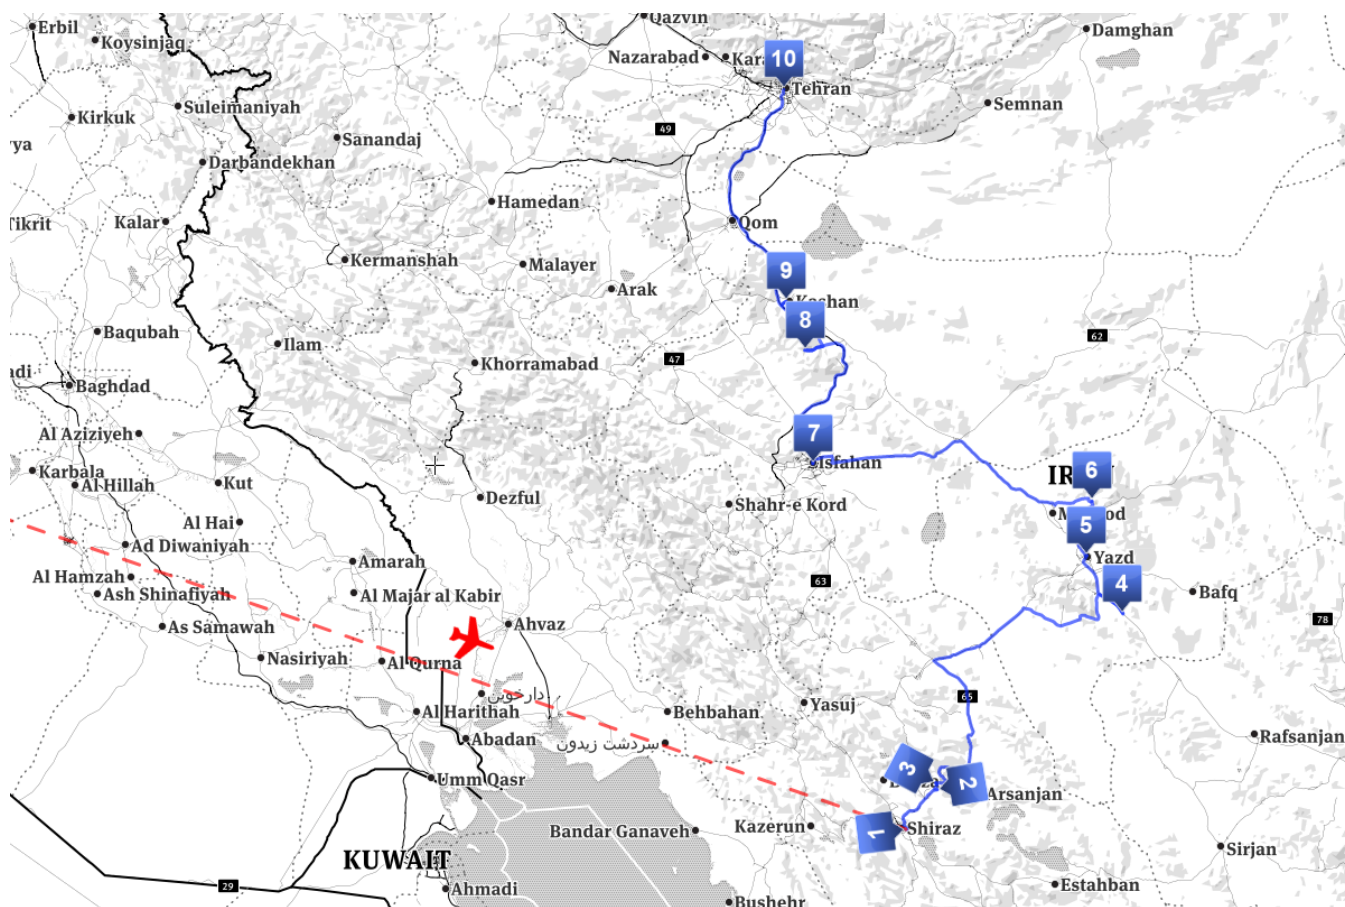 Erbil
Koysinjaq
Qazvin
Damghan
Nazarabad
Kara
10
Tehran
Suleimaniyah
Semnan
Kirkuk
49
Sanandaj
Darbandekhan
Hamedan
Kalar
Tikrit
Qom
Kermanshah
Malayer
9
Arak
Kashan
8
Baqubah
62
Ilam
47
Khorramabad
Baghdad
7
Al Aziziyeh
Isfahan
Karbala
6
Al Hillah
Kut
Dezful
Shahr-e Kord
5
Al Hai
Ad Diwaniyah
Yazd
Amarah
Al Hamzah
63
4
Ash Shinafiyah
Al Majar al Kabir
Bafq
As Samawah
Ahvaz
78
Nasiriyah
Al Qurna
دارخوین
65
Al Harithah
Behbahan
Yasuj
Abadan
سردشت زیدون
Rafsanjan
3
Umm Qasr
2
Arsanjan
Bandar Ganaveh
Kazerun
1
Shiraz
KUWAIT
Sirjan
29
Ahmadi
Estahban
Bushehr